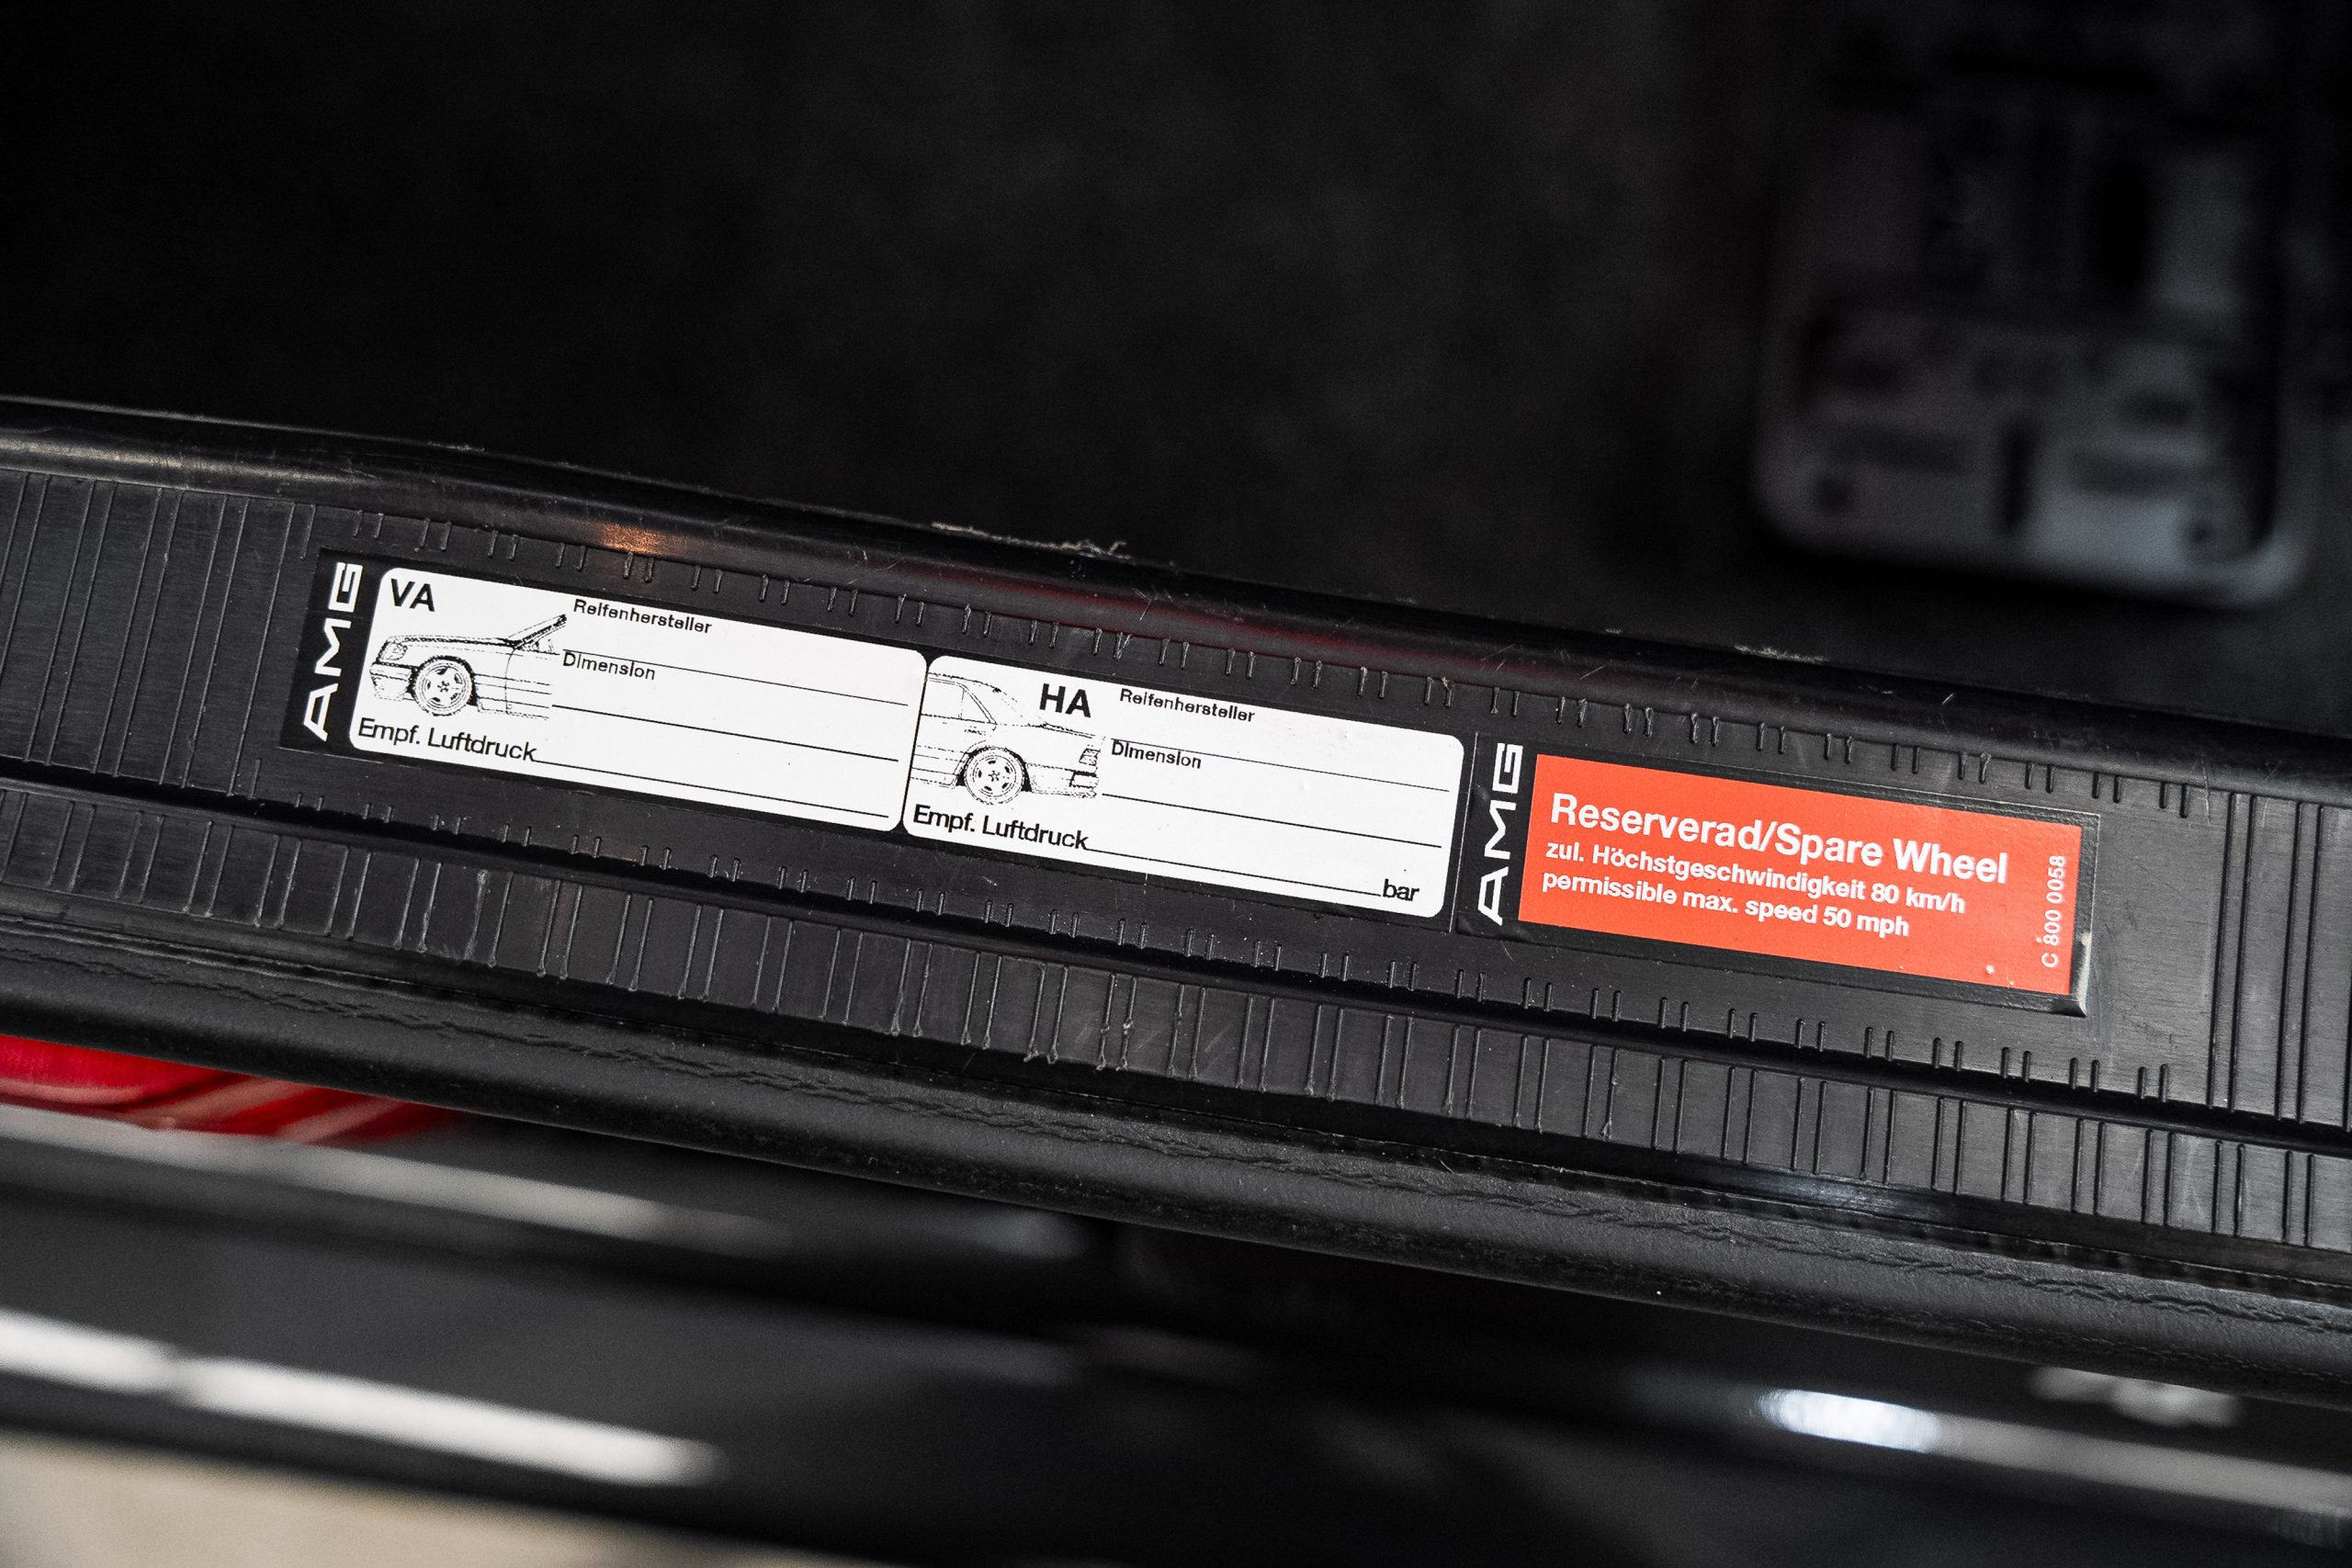 AMG
VA
Reifenhersteller
Dimension
Empf. Luftdruck
HA
Reifenhersteller
Dimension
Empf. Luftdruck
bar
AMG
Reserverad/Spare Wheel
zul. Höchstgeschwindigkeit 80 km/h
permissible max. speed 50 mph
C 800 0058